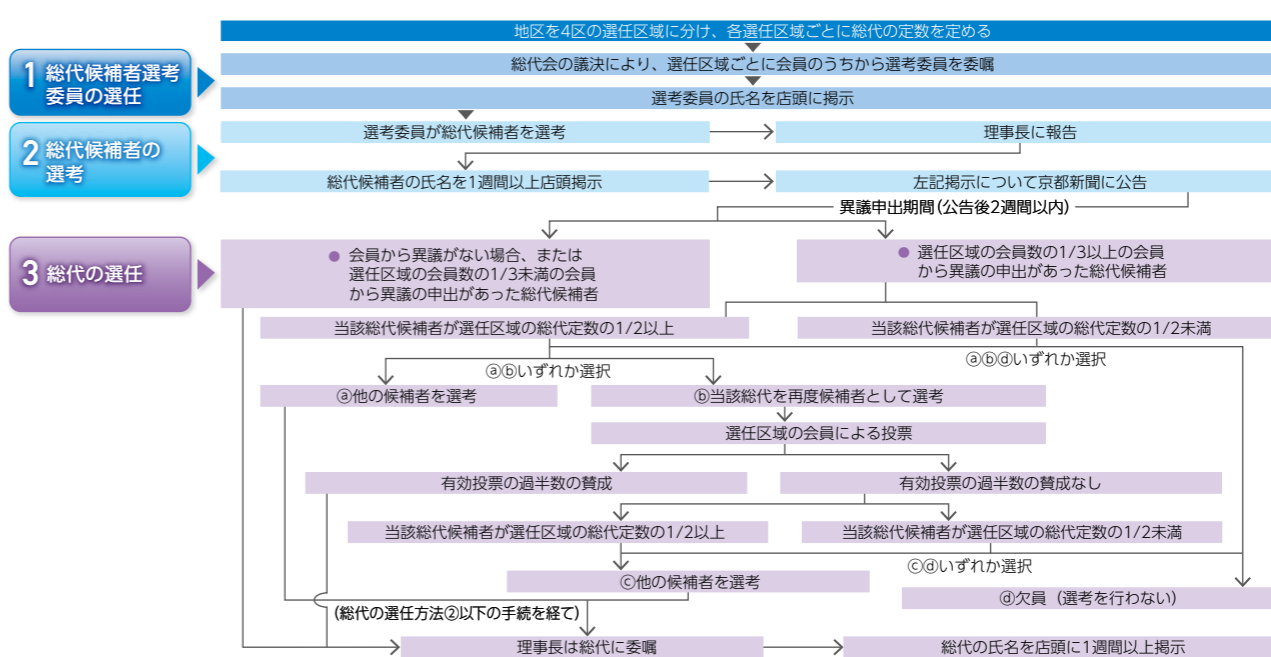 地区を4区の選任区域に分け、各選任区域ごとに総代の定数を定める
1 総代候補者選考
委員の選任
総代会の議決により、選任区域ごとに会員のうちから選考委員を委嘱
選考委員の氏名を店頭に掲示
2 総代候補者の
選考
選考委員が総代候補者を選考
理事長に報告
総代候補者の氏名を1週間以上店頭掲示
左記掲示について京都新聞に公告
異議申出期間(公告後2週間以内)
3 総代の選任
● 会員から異議がない場合、または
選任区域の会員数の1/3未満の会員
から異議の申出があった総代候補者
● 選任区域の会員数の1/3以上の会員
から異議の申出があった総代候補者
当該総代候補者が選任区域の総代定数の1/2以上
当該総代候補者が選任区域の総代定数の1/2未満
ⓐⓑいずれか選択
ⓐⓑⓓいずれか選択
ⓐ他の候補者を選考
ⓑ当該総代を再度候補者として選考
選任区域の会員による投票
有効投票の過半数の賛成
有効投票の過半数の賛成なし
当該総代候補者が選任区域の総代定数の1/2以上
当該総代候補者が選任区域の総代定数の1/2未満
ⓒⓓいずれか選択
ⓒ他の候補者を選考
ⓓ欠員（選考を行わない）
(総代の選任方法②以下の手続を経て)
理事長は総代に委嘱
総代の氏名を店頭に1週間以上掲示